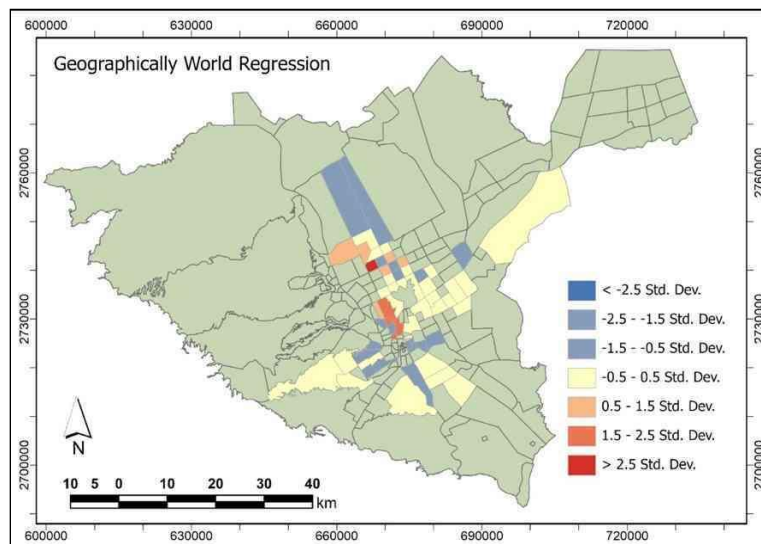 600000 630000 660000 690000 720000
Geographically World Regression
2760000 2760000
2730000 2730000
2700000 2700000
< -2.5 Std. Dev.
-2.5 - -1.5 Std. Dev.
-1.5 - -0.5 Std. Dev.
-0.5 - 0.5 Std. Dev.
0.5 - 1.5 Std. Dev.
1.5 - 2.5 Std. Dev.
> 2.5 Std. Dev.
N
10 5 0 10 20 30 40
km
600000 630000 660000 690000 720000